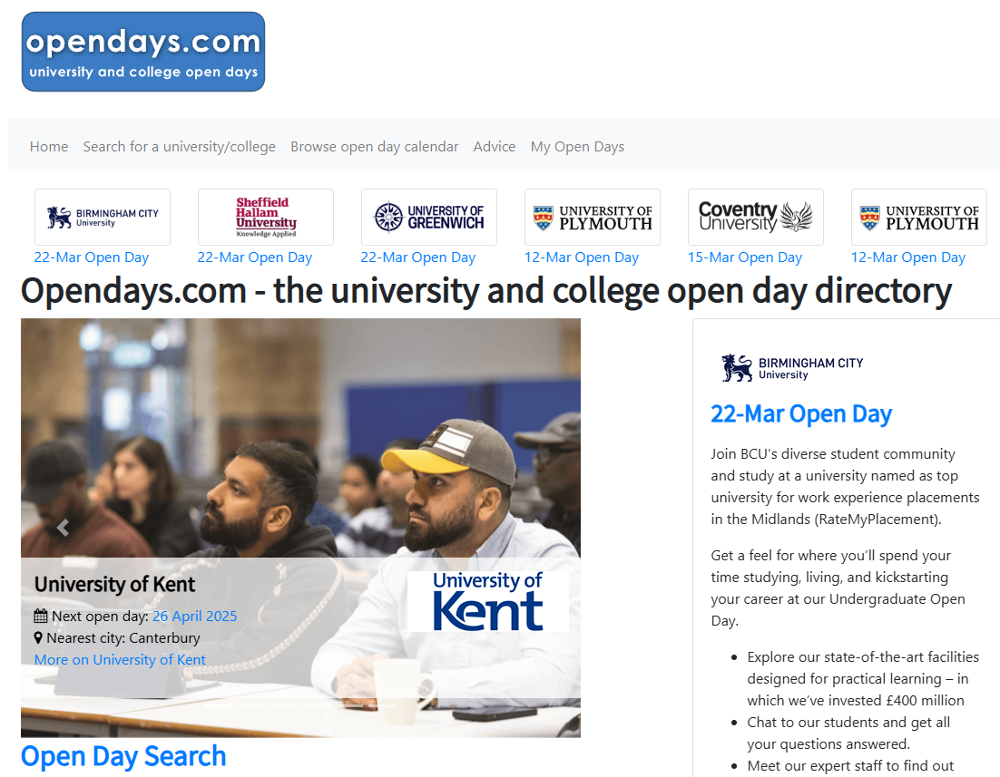 opendays.com
university and college open days
Home Search for a university/college Browse open day calendar Advice My Open Days
BIRMINGHAM CITY
University
22-Mar Open Day
Sheffield
Hallam
University
Knowledge Applied
22-Mar Open Day
UNIVERSITY of
GREENWICH
22-Mar Open Day
UNIVERSITY OF
PLYMOUTH
12-Mar Open Day
Coventry
University
15-Mar Open Day
UNIVERSITY OF
PLYMOUTH
12-Mar Open Day
Opendays.com - the university and college open day directory
University of Kent
Next open day: 26 April 2025
Nearest city: Canterbury
More on University of Kent
University of
Kent
Open Day Search
BIRMINGHAM CITY
University
22-Mar Open Day
Join BCU's diverse student community
and study at a university named as top
university for work experience placements
in the Midlands (RateMyPlacement).
Get a feel for where you'll spend your
time studying, living, and kickstarting
your career at our Undergraduate Open
Day.
• Explore our state-of-the-art facilities
designed for practical learning – in
which we've invested £400 million
• Chat to our students and get all
your questions answered.
• Meet our expert staff to find out